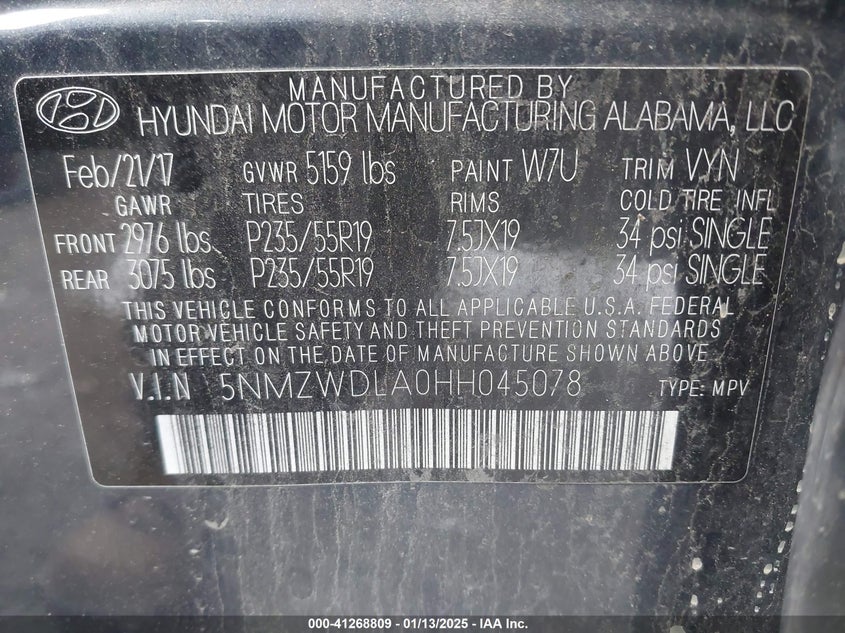 MANUFACTURED BY
HYUNDAI MOTOR MANUFACTURING ALABAMA, LLC
Feb/21/17 GVWR 5159 lbs PAINT W7U TRIM VYN
GAWR TIRES RIMS COLD TIRE INFL
FRONT 2976 lbs P235/55R19 7.5JX19 34 psi SINGLE
REAR 3075 lbs P235/55R19 7.5JX19 34 psi SINGLE
THIS VEHICLE CONFORMS TO ALL APPLICABLE U.S.A. FEDERAL
MOTOR VEHICLE SAFETY AND THEFT PREVENTION STANDARDS
IN EFFECT ON THE DATE OF MANUFACTURE SHOWN ABOVE.
V.I.N 5NMZWDLA0HH045078 TYPE: MPV
000-41268809 - 01/13/2025 - IAA Inc.